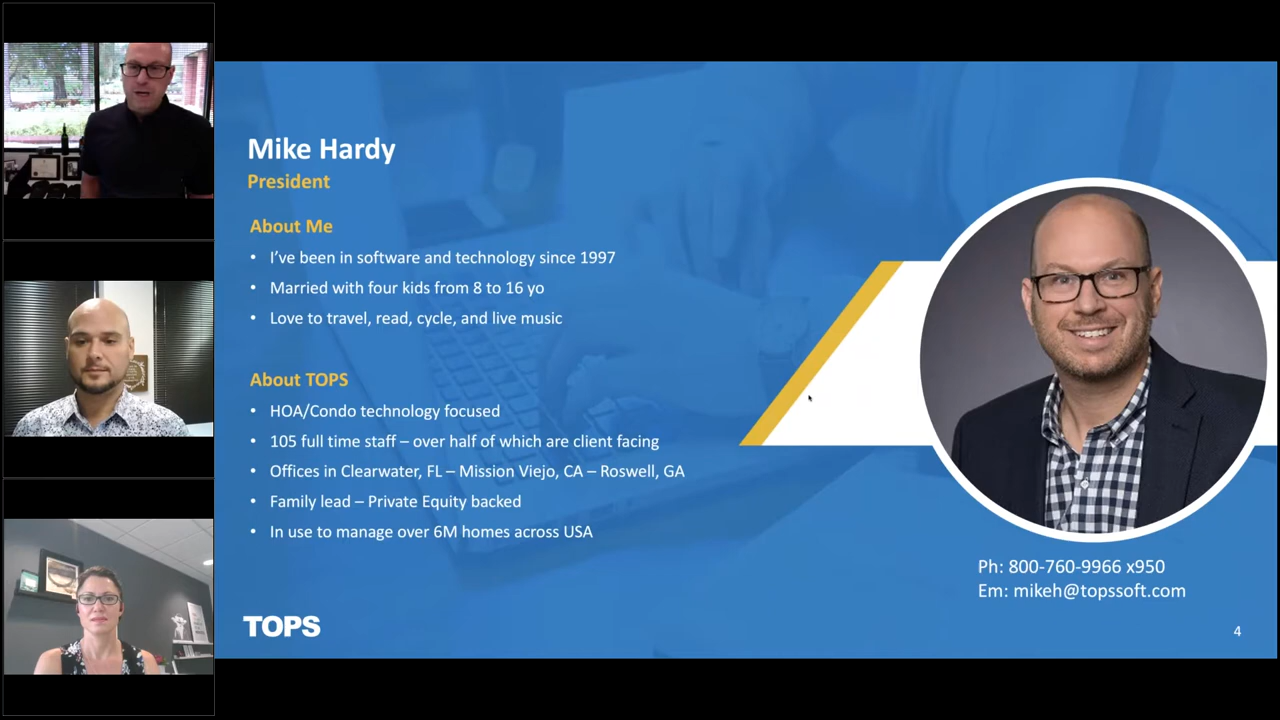 Mike Hardy
President
About Me
• I've been in software and technology since 1997
• Married with four kids from 8 to 16 yo
• Love to travel, read, cycle, and live music
About TOPS
• HOA/Condo technology focused
• 105 full time staff – over half of which are client facing
• Offices in Clearwater, FL – Mission Viejo, CA – Roswell, GA
• Family lead – Private Equity backed
• In use to manage over 6M homes across USA
Ph: 800-760-9966 x950
Em: mikeh@topssoft.com
TOPS
4